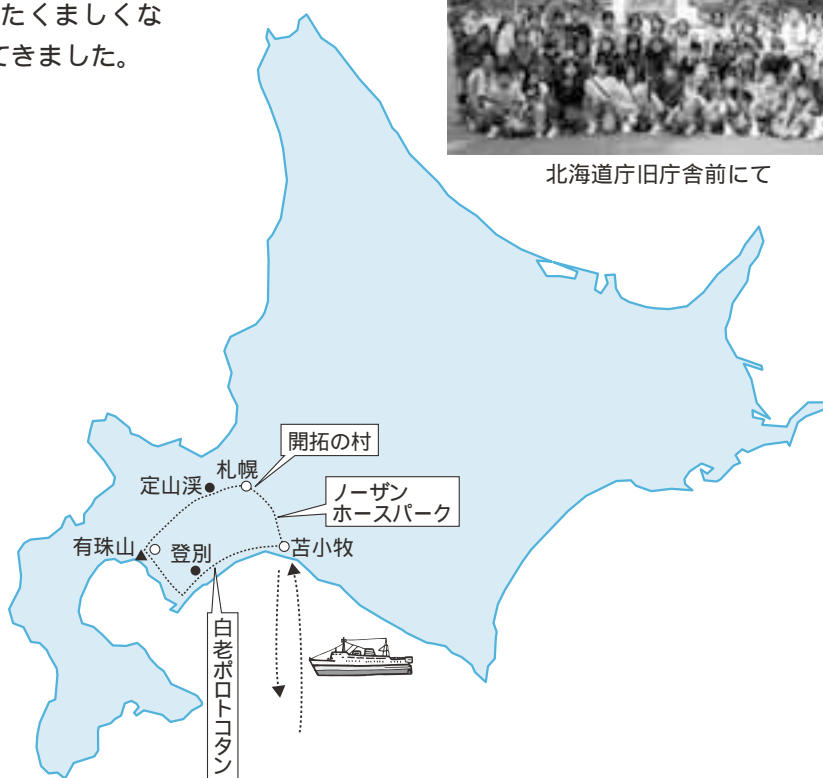 たくましくな
てきました。
北海道庁旧庁舎前にて
開拓の村
札幌
定山渓
ノーザン
ホースパーク
有珠山
登別
苫小牧
白老ポロトコタン